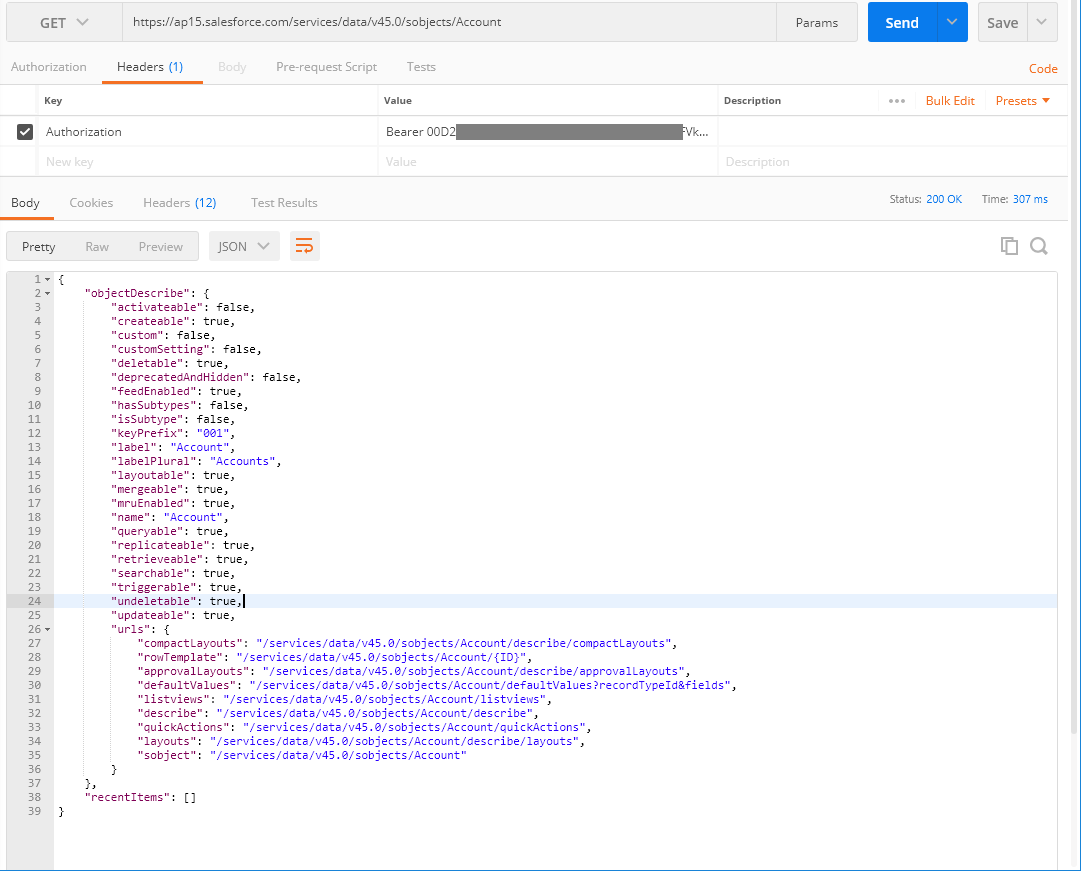 GET https://ap15.salesforce.com/services/data/v45.0/sobjects/Account Params Send Save
Authorization Headers (1) Body Pre-request Script Tests Code
Key Value Description ••• Bulk Edit Presets
Authorization Bearer 00D2 Vk...
New key Value Description
Body Cookies Headers (12) Test Results Status: 200 OK Time: 307 ms
Pretty Raw Preview JSON
1 {
2 "objectDescribe": {
3 "activateable": false,
4 "createable": true,
5 "custom": false,
6 "customSetting": false,
7 "deletable": true,
8 "deprecatedAndHidden": false,
9 "feedEnabled": true,
10 "hasSubtypes": false,
11 "isSubtype": false,
12 "keyPrefix": "001",
13 "label": "Account",
14 "labelPlural": "Accounts",
15 "layoutable": true,
16 "mergeable": true,
17 "mruEnabled": true,
18 "name": "Account",
19 "queryable": true,
20 "replicateable": true,
21 "retrieveable": true,
22 "searchable": true,
23 "triggerable": true,
24 "undeletable": true,
25 "updateable": true,
26 "urls": {
27 "compactLayouts": "/services/data/v45.0/sobjects/Account/describe/compactLayouts",
28 "rowTemplate": "/services/data/v45.0/sobjects/Account/{ID}",
29 "approvalLayouts": "/services/data/v45.0/sobjects/Account/describe/approvalLayouts",
30 "defaultValues": "/services/data/v45.0/sobjects/Account/defaultValues?recordTypeId&fields",
31 "listviews": "/services/data/v45.0/sobjects/Account/listviews",
32 "describe": "/services/data/v45.0/sobjects/Account/describe",
33 "quickActions": "/services/data/v45.0/sobjects/Account/quickActions",
34 "layouts": "/services/data/v45.0/sobjects/Account/describe/layouts",
35 "sobject": "/services/data/v45.0/sobjects/Account"
36 }
37 },
38 "recentItems": []
39 }